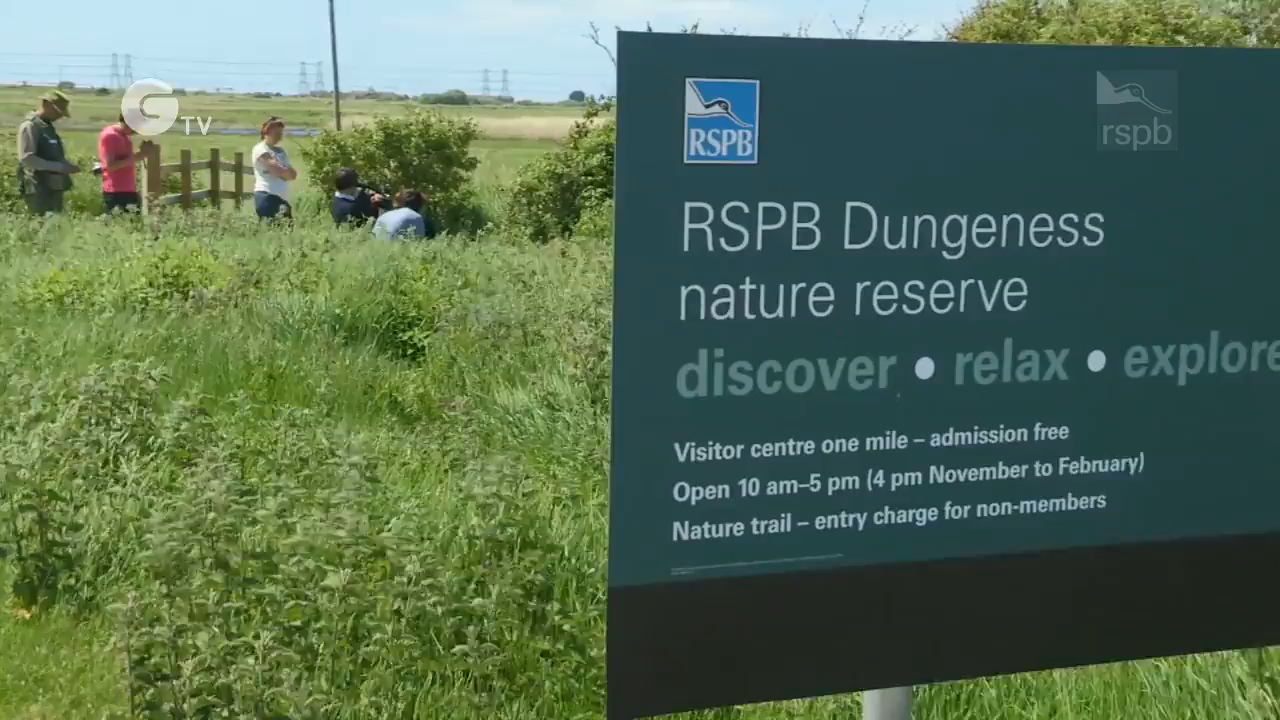 G TV
rspb
RSPB
RSPB Dungeness
nature reserve
discover • relax • explore
Visitor centre one mile – admission free
Open 10 am–5 pm (4 pm November to February)
Nature trail – entry charge for non-members